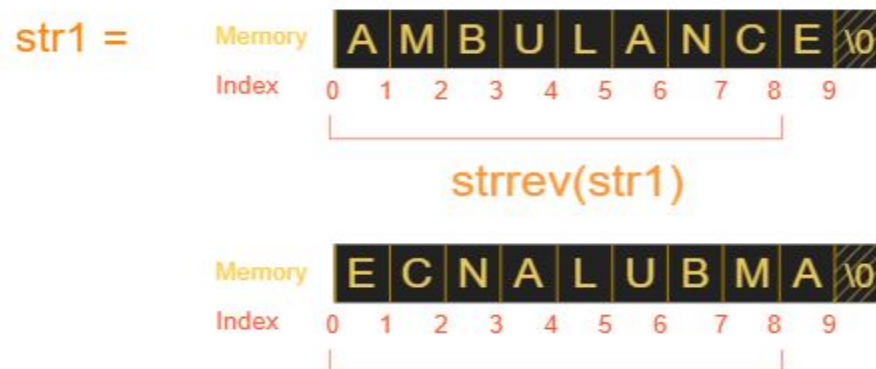 str1 = Memory A M B U L A N C E \0
Index 0 1 2 3 4 5 6 7 8 9
strrev(str1)
Memory E C N A L U B M A \0
Index 0 1 2 3 4 5 6 7 8 9